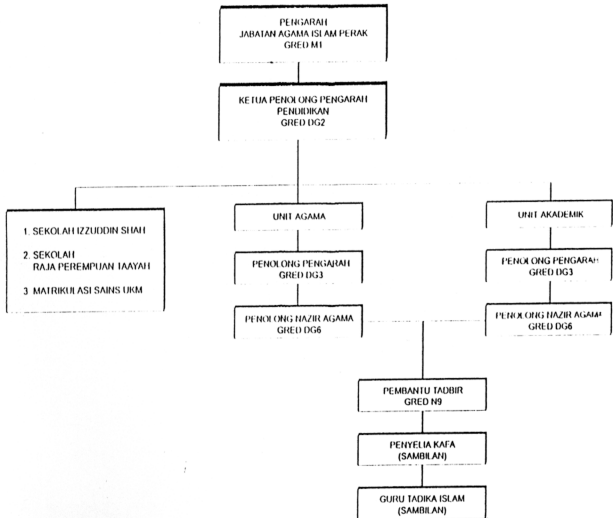 PENGARAH
JABATAN AGAMA ISLAM PERAK
GRED M1
KETUA PENOLONG PENGARAH
PENDIDIKAN
GRED DG2
1. SEKOLAH IZZUDDIN SHAH
2. SEKOLAH
RAJA PEREMPUAN TAAYAH
3 MATRIKULASI SAINS UKM
UNIT AGAMA
PENOLONG PENGARAH
GRED DG3
PENOLONG NAZIR AGAMA
GRED DG6
UNIT AKADEMIK
PENOLONG PENGARAH
GRED DG3
PENOLONG NAZIR AGAMA
GRED DG6
PEMBANTU TADBIR
GRED N9
PENYELIA KAFA
(SAMBILAN)
GURU TADIKA ISLAM
(SAMBILAN)